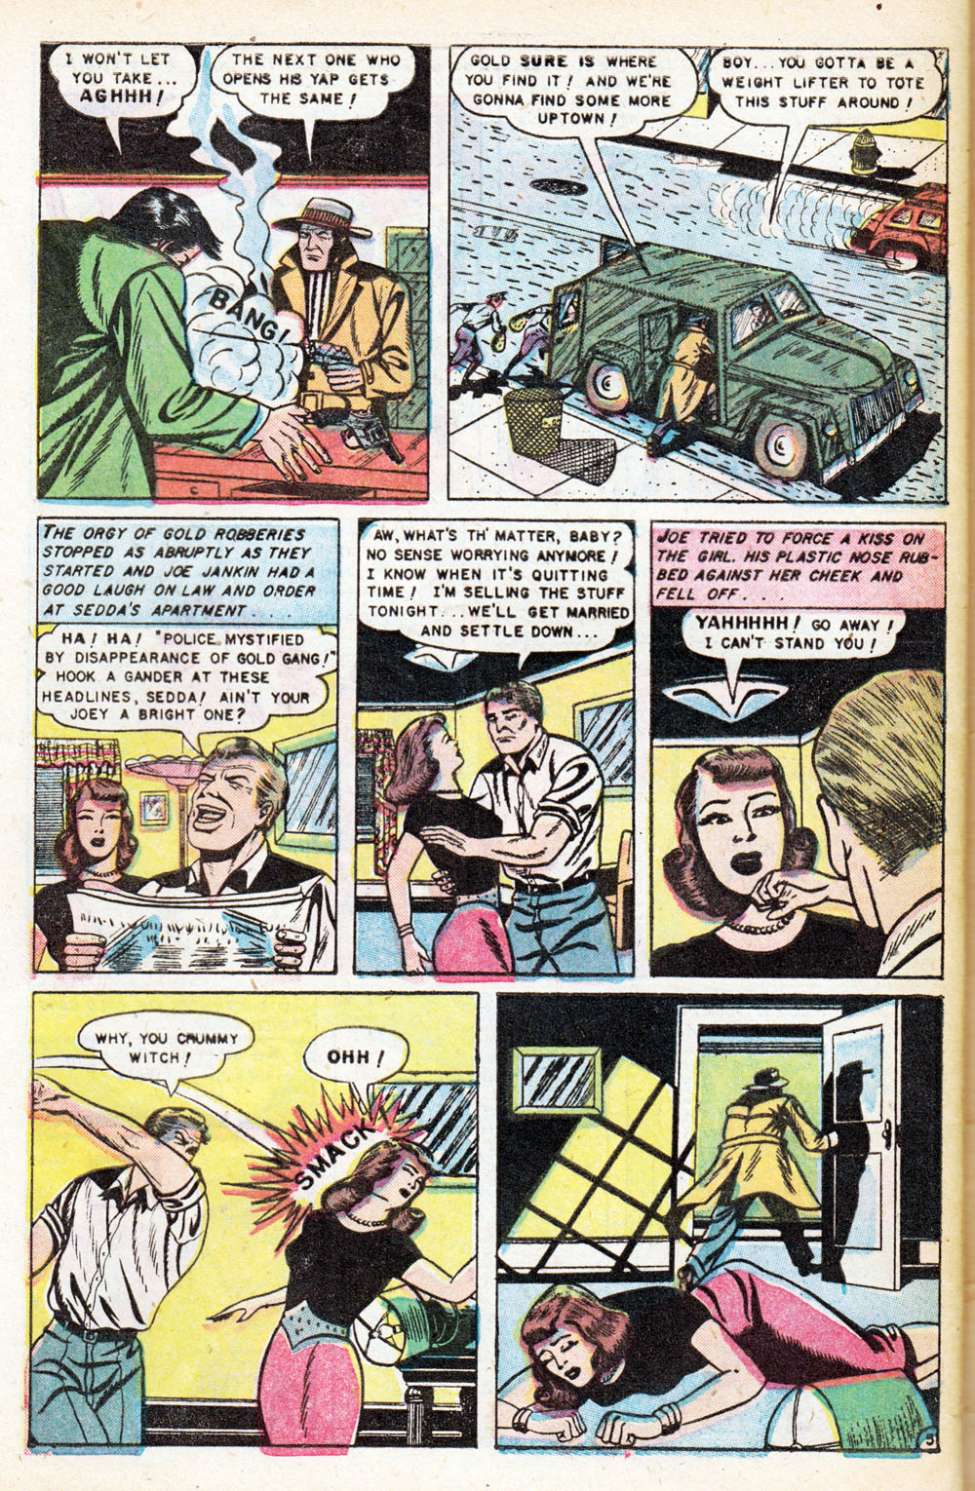 I WON'T LET
YOU TAKE...
AGHHH!
THE NEXT ONE WHO
OPENS HIS YAP GETS
THE SAME!
BANG!
GOLD SURE IS WHERE
YOU FIND IT! AND WE'RE
GONNA FIND SOME MORE
UPTOWN!
BOY...YOU GOTTA BE A
WEIGHT LIFTER TO TOTE
THIS STUFF AROUND!
THE ORGY OF GOLD ROBBERIES
STOPPED AS ABRUPTLY AS THEY
STARTED AND JOE JANKIN HAD A
GOOD LAUGH ON LAW AND ORDER
AT SEDDA'S APARTMENT....
HA! HA! "POLICE MYSTIFIED
BY DISAPPEARANCE OF GOLD GANG!"
HOOK A GANDER AT THESE
HEADLINES, SEDDA! AIN'T YOUR
JOEY A BRIGHT ONE?
AW, WHAT'S TH' MATTER, BABY?
NO SENSE WORRYING ANYMORE!
I KNOW WHEN IT'S QUITTING
TIME! I'M SELLING THE STUFF
TONIGHT...WE'LL GET MARRIED
AND SETTLE DOWN...
JOE TRIED TO FORCE A KISS ON
THE GIRL. HIS PLASTIC NOSE RUB-
BED AGAINST HER CHEEK AND
FELL OFF...
YAHHHHH! GO AWAY!
I CAN'T STAND YOU!
WHY, YOU CRUMMY
WITCH!
OHH!
SMACK
3